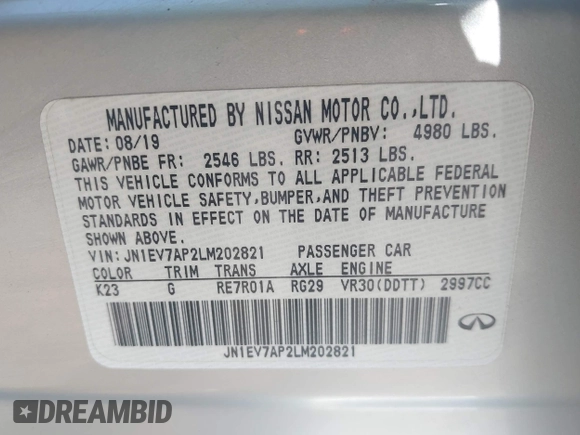 MANUFACTURED BY NISSAN MOTOR CO.,LTD.
DATE: 08/19 GVWR/PNBV: 4980 LBS.
GAWR/PNBE FR: 2546 LBS. RR: 2513 LBS.
THIS VEHICLE CONFORMS TO ALL APPLICABLE FEDERAL
MOTOR VEHICLE SAFETY,BUMPER,AND THEFT PREVENTION
STANDARDS IN EFFECT ON THE DATE OF MANUFACTURE
SHOWN ABOVE.
VIN: JN1EV7AP2LM202821 PASSENGER CAR
COLOR TRIM TRANS AXLE ENGINE
K23 G RE7R01A RG29 VR30(DDTT) 2997CC
JN1EV7AP2LM202821
DREAMBID